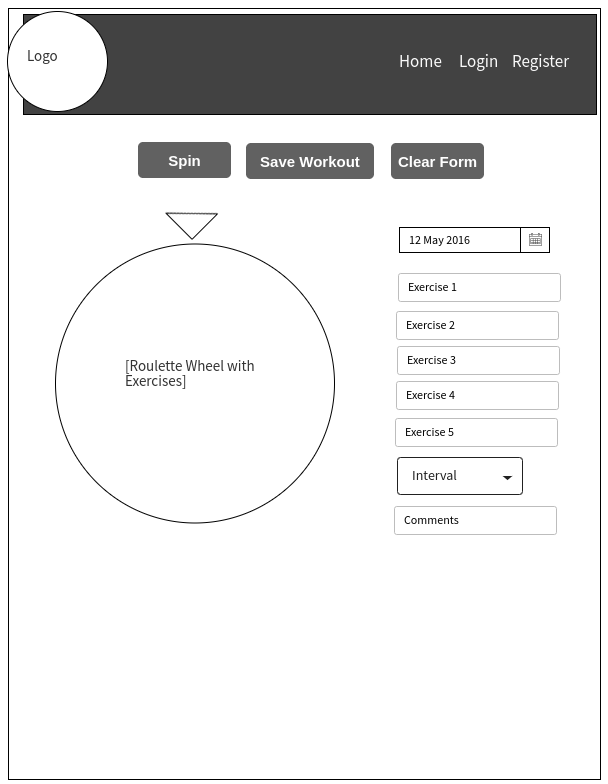 Logo
Home Login Register
Spin Save Workout Clear Form
12 May 2016
Exercise 1
Exercise 2
[Roulette Wheel with
Exercises]
Exercise 3
Exercise 4
Exercise 5
Interval
Comments